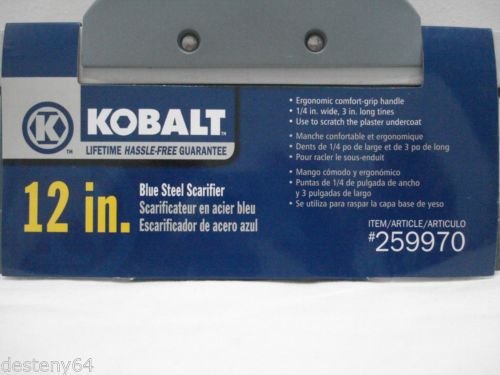 K
TM
KOBALT
TM
LIFETIME HASSLE-FREE GUARANTEE
12 in.
Blue Steel Scarifier
Scarificateur en acier bleu
Escarificador de acero azul
• Ergonomic comfort-grip handle
• 1/4 in. wide, 3 in. long tines
• Use to scratch the plaster undercoat
• Manche confortable et ergonomique
• Dents de 1/4 po de large et de 3 po de long
• Pour racler le sous-enduit
• Mango cómodo y ergonómico
• Puntas de 1/4 de pulgada de ancho
y 3 pulgadas de largo
• Se utiliza para raspar la capa base de yeso
ITEM/ARTICLE/ARTICULO
#259970
desteny64